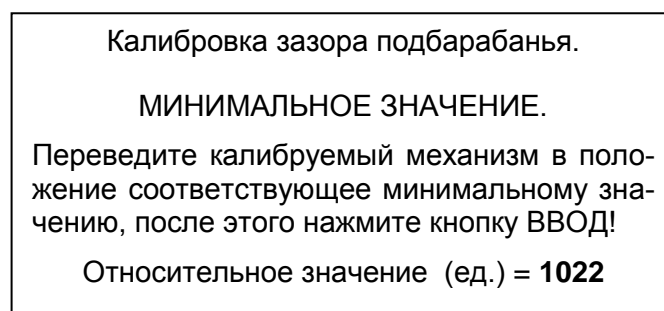 Калибровка зазора подбарабанья.
МИНИМАЛЬНОЕ ЗНАЧЕНИЕ.
Переведите калибруемый механизм в поло-
жение соответствующее минимальному зна-
чению, после этого нажмите кнопку ВВОД!
Относительное значение (ед.) = 1022